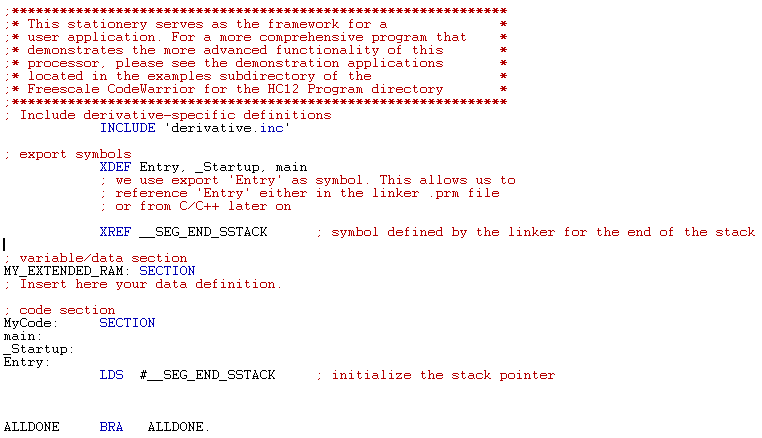 ;***************************************************************
;* This stationery serves as the framework for a              *
;* user application. For a more comprehensive program that    *
;* demonstrates the more advanced functionality of this       *
;* processor, please see the demonstration applications       *
;* located in the examples subdirectory of the                *
;* Freescale CodeWarrior for the HC12 Program directory       *
;***************************************************************
; Include derivative-specific definitions
            INCLUDE 'derivative.inc'

; export symbols
            XDEF Entry, _Startup, main
            ; we use export 'Entry' as symbol. This allows us to
            ; reference 'Entry' either in the linker .prm file
            ; or from C/C++ later on

            XREF __SEG_END_SSTACK      ; symbol defined by the linker for the end of the stack

; variable/data section
MY_EXTENDED_RAM: SECTION
; Insert here your data definition.

; code section
MyCode:     SECTION
main:
_Startup:
Entry:
            LDS  #__SEG_END_SSTACK     ; initialize the stack pointer

ALLDONE     BRA   ALLDONE.